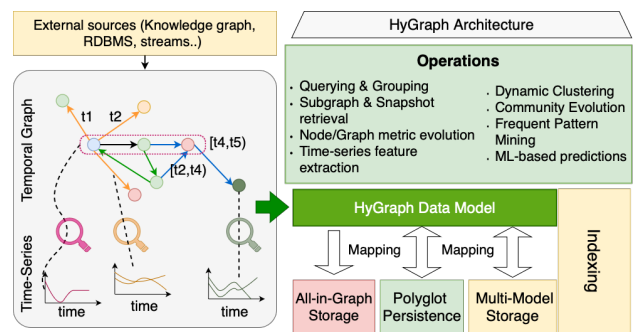 External sources (Knowledge graph,
RDBMS, streams..)
Temporal Graph
t1
t2
[t4,t5)
[t2,t4)
Time-Series
time
time
time
HyGraph Architecture
Operations
· Querying & Grouping
· Subgraph & Snapshot
retrieval
· Node/Graph metric evolution
· Time-series feature
extraction
· Dynamic Clustering
· Community Evolution
· Frequent Pattern
Mining
· ML-based predictions
HyGraph Data Model
Mapping
Mapping
All-in-Graph
Storage
Polyglot
Persistence
Multi-Model
Storage
Indexing